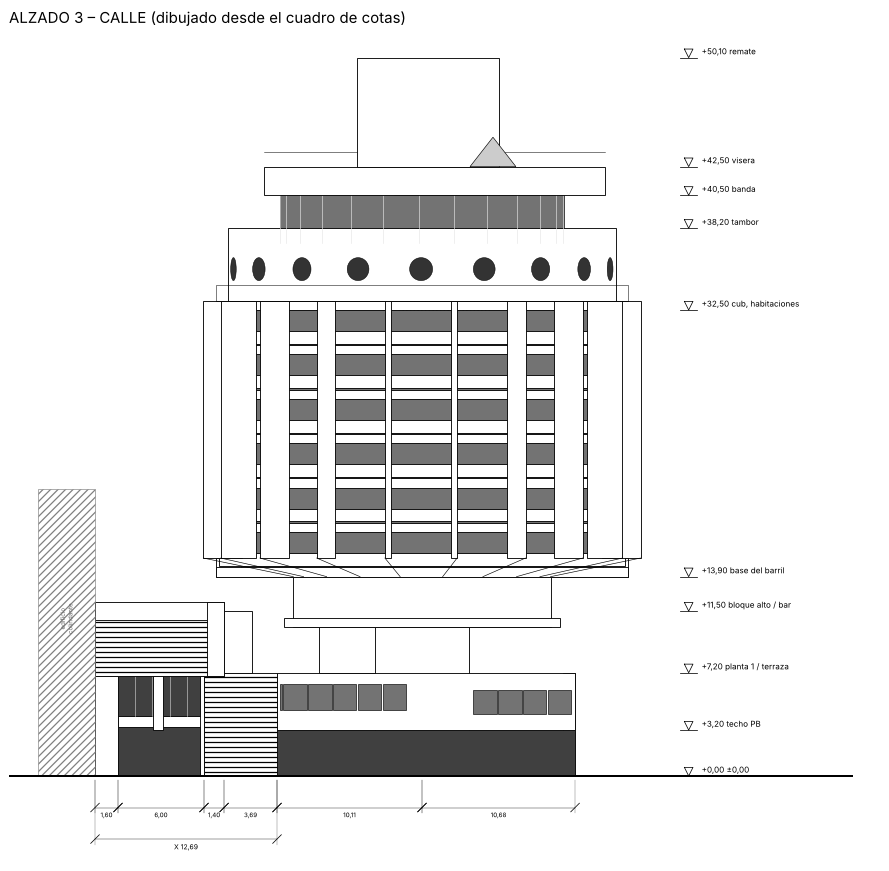 ALZADO 3 – CALLE (dibujado desde el cuadro de cotas)
+50,10 remate
+42,50 visera
+40,50 banda
+38,20 tambor
+32,50 cub, habitaciones
+13,90 base del barril
+11,50 bloque alto / bar
+7,20 planta 1 / terraza
+3,20 techo PB
+0,00 ±0,00
1,60
6,00
1,40
3,69
10,11
10,68
X 12,69